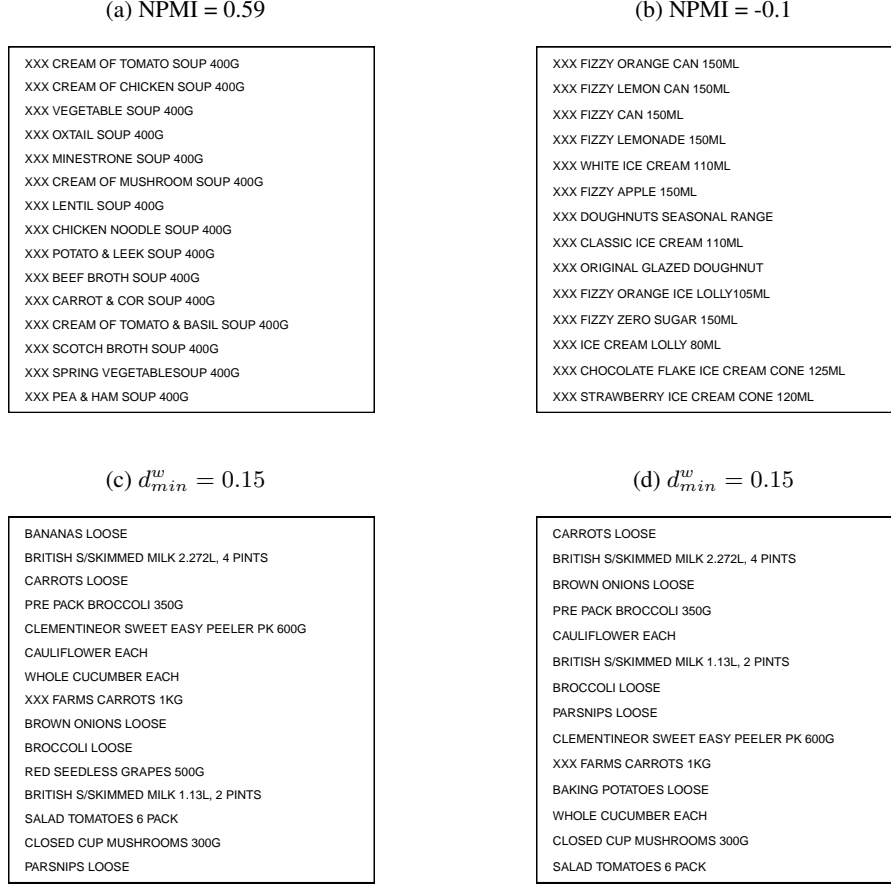 (a) NPMI = 0.59
XXX CREAM OF TOMATO SOUP 400G
XXX CREAM OF CHICKEN SOUP 400G
XXX VEGETABLE SOUP 400G
XXX OXTAIL SOUP 400G
XXX MINESTRONE SOUP 400G
XXX CREAM OF MUSHROOM SOUP 400G
XXX LENTIL SOUP 400G
XXX CHICKEN NOODLE SOUP 400G
XXX POTATO & LEEK SOUP 400G
XXX BEEF BROTH SOUP 400G
XXX CARROT & COR SOUP 400G
XXX CREAM OF TOMATO & BASIL SOUP 400G
XXX SCOTCH BROTH SOUP 400G
XXX SPRING VEGETABLESOUP 400G
XXX PEA & HAM SOUP 400G
(b) NPMI = -0.1
XXX FIZZY ORANGE CAN 150ML
XXX FIZZY LEMON CAN 150ML
XXX FIZZY CAN 150ML
XXX FIZZY LEMONADE 150ML
XXX WHITE ICE CREAM 110ML
XXX FIZZY APPLE 150ML
XXX DOUGHNUTS SEASONAL RANGE
XXX CLASSIC ICE CREAM 110ML
XXX ORIGINAL GLAZED DOUGHNUT
XXX FIZZY ORANGE ICE LOLLY105ML
XXX FIZZY ZERO SUGAR 150ML
XXX ICE CREAM LOLLY 80ML
XXX CHOCOLATE FLAKE ICE CREAM CONE 125ML
XXX STRAWBERRY ICE CREAM CONE 120ML
(c) d^w_min = 0.15
BANANAS LOOSE
BRITISH S/SKIMMED MILK 2.272L, 4 PINTS
CARROTS LOOSE
PRE PACK BROCCOLI 350G
CLEMENTINEOR SWEET EASY PEELER PK 600G
CAULIFLOWER EACH
WHOLE CUCUMBER EACH
XXX FARMS CARROTS 1KG
BROWN ONIONS LOOSE
BROCCOLI LOOSE
RED SEEDLESS GRAPES 500G
BRITISH S/SKIMMED MILK 1.13L, 2 PINTS
SALAD TOMATOES 6 PACK
CLOSED CUP MUSHROOMS 300G
PARSNIPS LOOSE
(d) d^w_min = 0.15
CARROTS LOOSE
BRITISH S/SKIMMED MILK 2.272L, 4 PINTS
BROWN ONIONS LOOSE
PRE PACK BROCCOLI 350G
CAULIFLOWER EACH
BRITISH S/SKIMMED MILK 1.13L, 2 PINTS
BROCCOLI LOOSE
PARSNIPS LOOSE
CLEMENTINEOR SWEET EASY PEELER PK 600G
XXX FARMS CARROTS 1KG
BAKING POTATOES LOOSE
WHOLE CUCUMBER EACH
CLOSED CUP MUSHROOMS 300G
SALAD TOMATOES 6 PACK